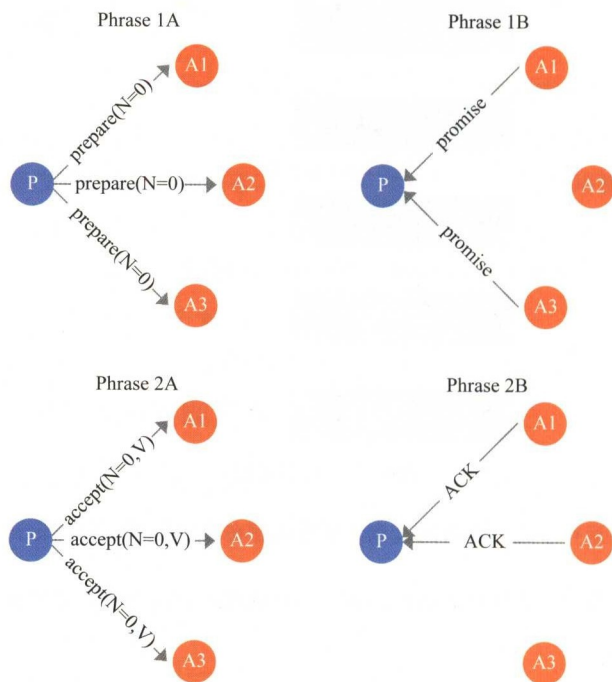 Phrase 1A
A1
prepare(N=0)
P
prepare(N=0)
A2
prepare(N=0)
A3
Phrase 1B
A1
promise
P
A2
promise
A3
Phrase 2A
A1
accept(N=0,V)
P
accept(N=0,V)
A2
accept(N=0,V)
A3
Phrase 2B
A1
ACK
P
ACK
A2
A3